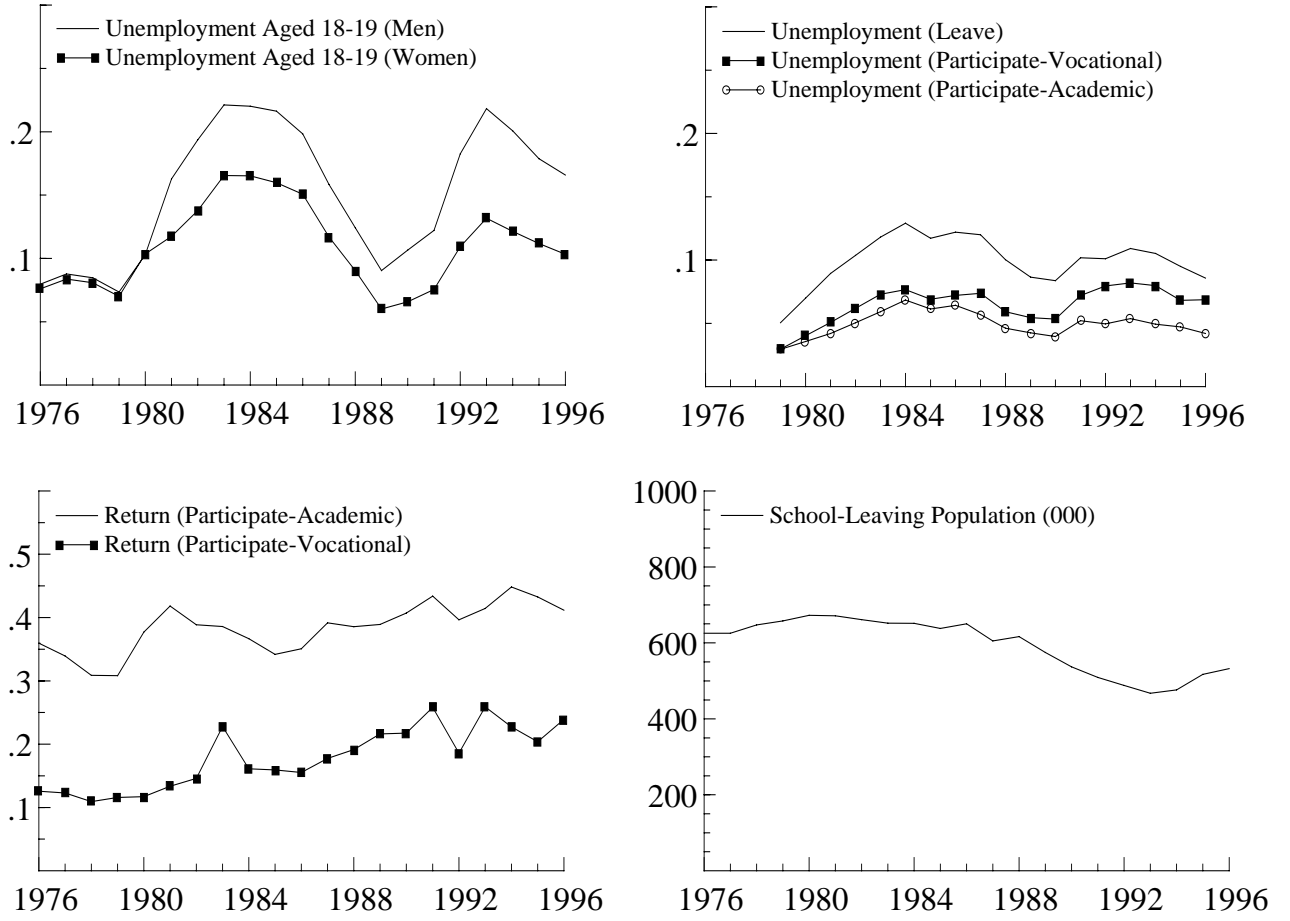 Unemployment Aged 18-19 (Men)
Unemployment Aged 18-19 (Women)
.2
.1
1976 1980 1984 1988 1992 1996
Unemployment (Leave)
Unemployment (Participate-Vocational)
Unemployment (Participate-Academic)
.2
.1
1976 1980 1984 1988 1992 1996
Return (Participate-Academic)
Return (Participate-Vocational)
.5
.4
.3
.2
.1
1976 1980 1984 1988 1992 1996
1000
School-Leaving Population (000)
800
600
400
200
1976 1980 1984 1988 1992 1996